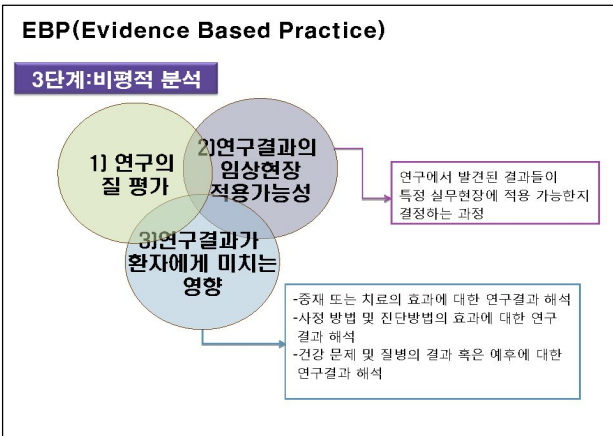 EBP(Evidence Based Practice)
3단계:비평적 분석
1) 연구의
질 평가
2)연구결과의
임상현장
적용가능성
3)연구결과가
환자에게 미치는
영향
연구에서 발견된 결과들이
특정 실무현장에 적용 가능한지
결정하는 과정
-중재 또는 치료의 효과에 대한 연구결과 해석
-사정 방법 및 진단방법의 효과에 대한 연구
결과 해석
-건강 문제 및 질병의 결과 혹은 예후에 대한
연구결과 해석